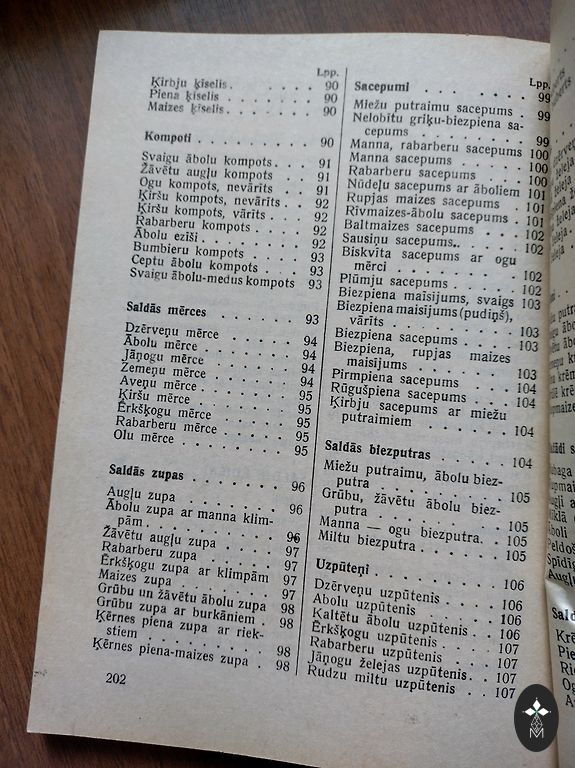 Lpp.
Ķirbju ķīselis . . . . . . . 90
Piena ķīselis . . . . . . . 90
Maizes ķīselis . . . . . . . 90
Kompoti . . . . . . . 90
Svaigu ābolu kompots . . . . 91
Žāvētu augļu kompots . . . . 91
Ogu kompots, nevārīts . . . . 91
Ķiršu kompots, nevārīts . . . 92
Ķiršu kompots, vārīts . . . . 92
Rabarberu kompots . . . . . 92
Ābolu ezīši . . . . . . . 92
Bumbieru kompots . . . . . 93
Ceptu ābolu kompots . . . . 93
Svaigu ābolu-medus kompots 93
Saldās mērces . . . . . . 93
Dzērveņu mērce . . . . . . 94
Ābolu mērce . . . . . . . 94
Jāņogu mērce . . . . . . . 94
Zemeņu mērce . . . . . . . 94
Aveņu mērce . . . . . . . 95
Ķiršu mērce . . . . . . . 95
Ērkšķogu mērce . . . . . . 95
Rabarberu mērce . . . . . . 95
Olu mērce . . . . . . . 95
Saldās zupas . . . . . . 96
Augļu zupa . . . . . . . 96
Ābolu zupa ar manna klim-
pām . . . . . . . 96
Žāvētu augļu zupa . . . . . 97
Rabarberu zupa . . . . . . 97
Ērkšķogu zupa ar klimpām 97
Maizes zupa . . . . . . . 97
Grūbu un žāvētu ābolu zupa 98
Grūbu zupa ar burkāniem . . 98
Ķērnes piena zupa ar riek-
stiem . . . . . . . 98
Ķērnes piena-maizes zupa . . 98
202
Lpp.
Sacepumi . . . . . . . 99
Miežu putraimu sacepums . . 99
Nelobītu griķu-biezpiena sa-
cepums . . . . . . . 99
Manna, rabarberu sacepums 100
Manna sacepums . . . . . 100
Rabarberu sacepums . . . . 100
Nūdeļu sacepums ar āboliem 101
Rupjas maizes sacepums . . 101
Rīvmaizes-ābolu sacepums . . 101
Baltmaizes sacepums . . . . 102
Sausiņu sacepums . . . . . 102
Biskvīta sacepums ar ogu
mērci . . . . . . . 102
Plūmju sacepums . . . . . 102
Biezpiena maisījums, svaigs 103
Biezpiena maisījums (pudiņš),
vārīts . . . . . . . 103
Biezpiena sacepums . . . . 103
Biezpiena, rupjas maizes
maisījums . . . . . . 103
Pirmpiena sacepums . . . . 104
Rūgušpiena sacepums . . . . 104
Ķirbju sacepums ar miežu
putraimiem . . . . . . 104
Saldās biezputras . . . . . 104
Miežu putraimu, ābolu biez-
putra . . . . . . . 105
Grūbu, žāvētu ābolu biez-
putra . . . . . . . 105
Manna — ogu biezputra . . 105
Miltu biezputra . . . . . . 105
Uzpūteņi . . . . . . . 106
Dzērveņu uzpūtenis . . . . 106
Ābolu uzpūtenis . . . . . 106
Kaltētu ābolu uzpūtenis . . 106
Ērkšķogu uzpūtenis . . . . 107
Rabarberu uzpūtenis . . . . 107
Jāņogu želejas uzpūtenis . . 107
Rudzu miltu uzpūtenis . . . 107